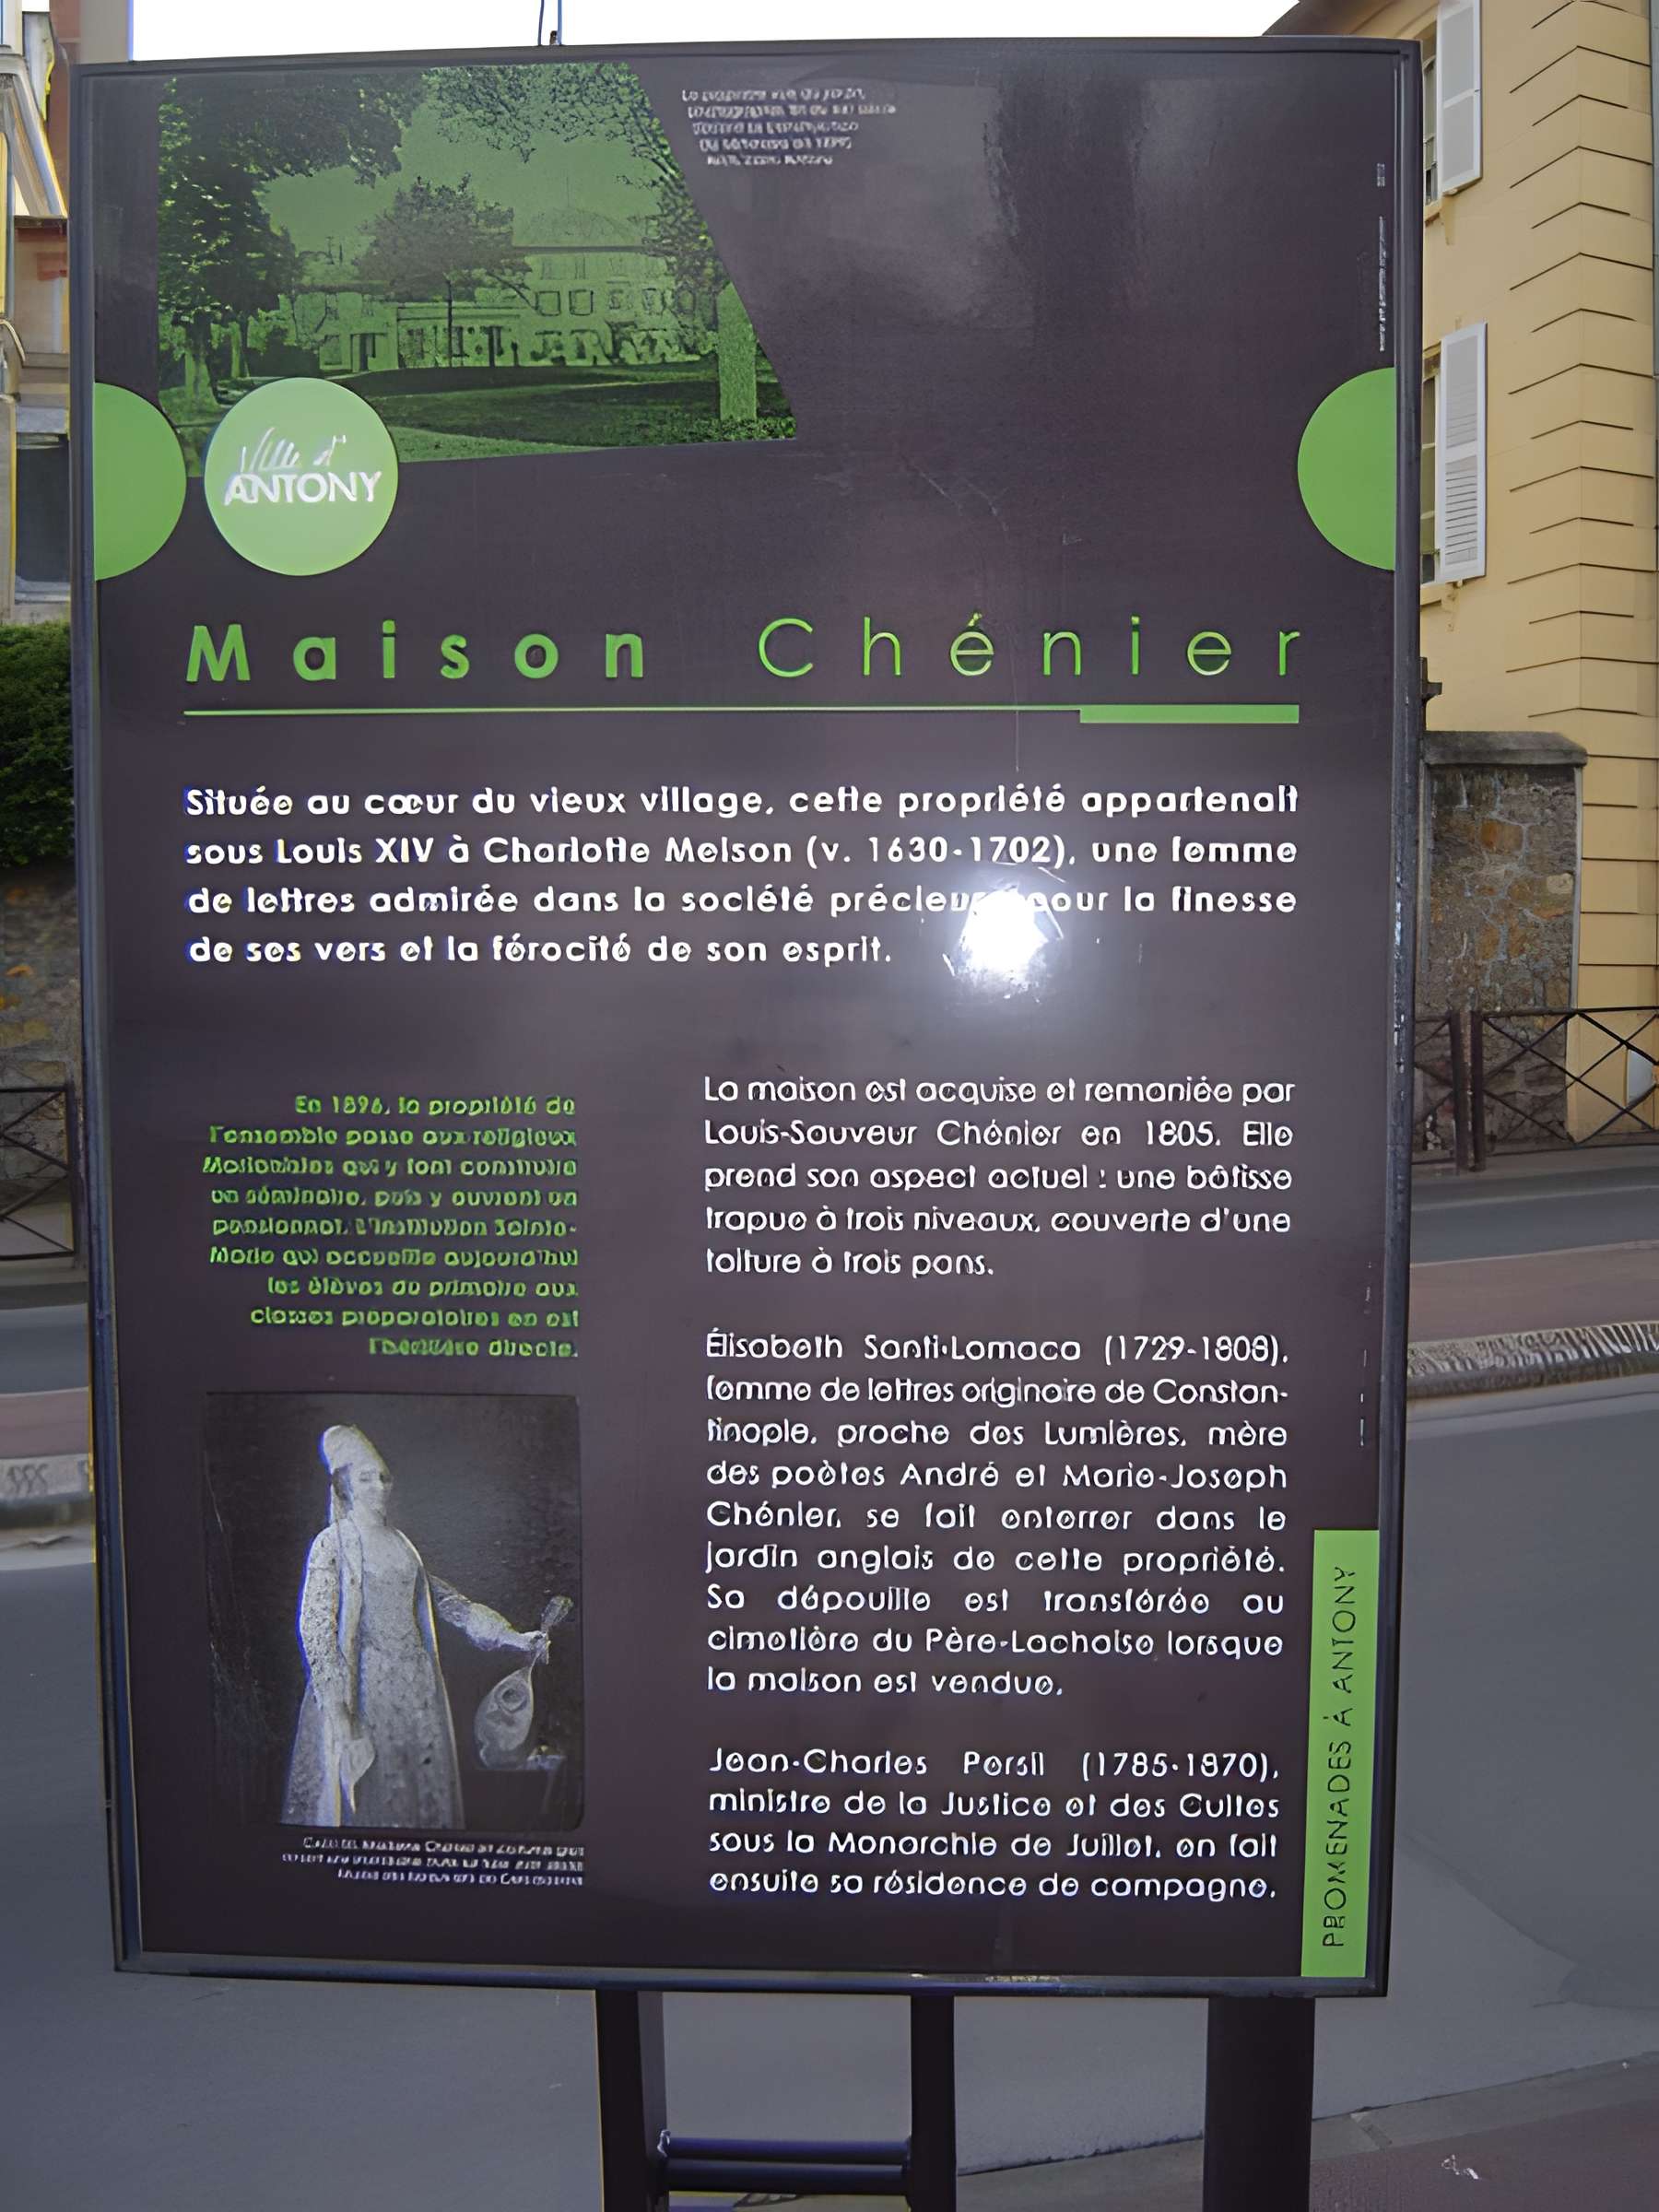 Ville d'
ANTONY
Maison Chénier
Située au cœur du vieux village, cette propriété appartenait
sous Louis XIV à Charlotte Melson (v. 1630-1702), une femme
de lettres admirée dans la société précieuse pour la finesse
de ses vers et la férocité de son esprit.
En 1896, la propriété de
l'ensemble passe aux religieux
qui y font construire
un séminaire, puis y ouvrent un
pensionnat. L'Institution Sainte-
Marie qui accueille aujourd'hui
les élèves du primaire aux
classes préparatoires en est
l'héritière directe.
La maison est acquise et remaniée par
Louis-Sauveur Chénier en 1805. Elle
prend son aspect actuel : une bâtisse
trapue à trois niveaux, couverte d'une
toiture à trois pans.
Élisabeth Santi-Lomaca (1729-1808),
femme de lettres originaire de Constan-
tinople, proche des Lumières, mère
des poètes André et Marie-Joseph
Chénier, se fait enterrer dans le
jardin anglais de cette propriété.
Sa dépouille est transférée au
cimetière du Père-Lachaise lorsque
la maison est vendue.
Jean-Charles Persil (1785-1870),
ministre de la Justice et des Cultes
sous la Monarchie de Juillet, en fait
ensuite sa résidence de campagne.
PROMENADES À ANTONY